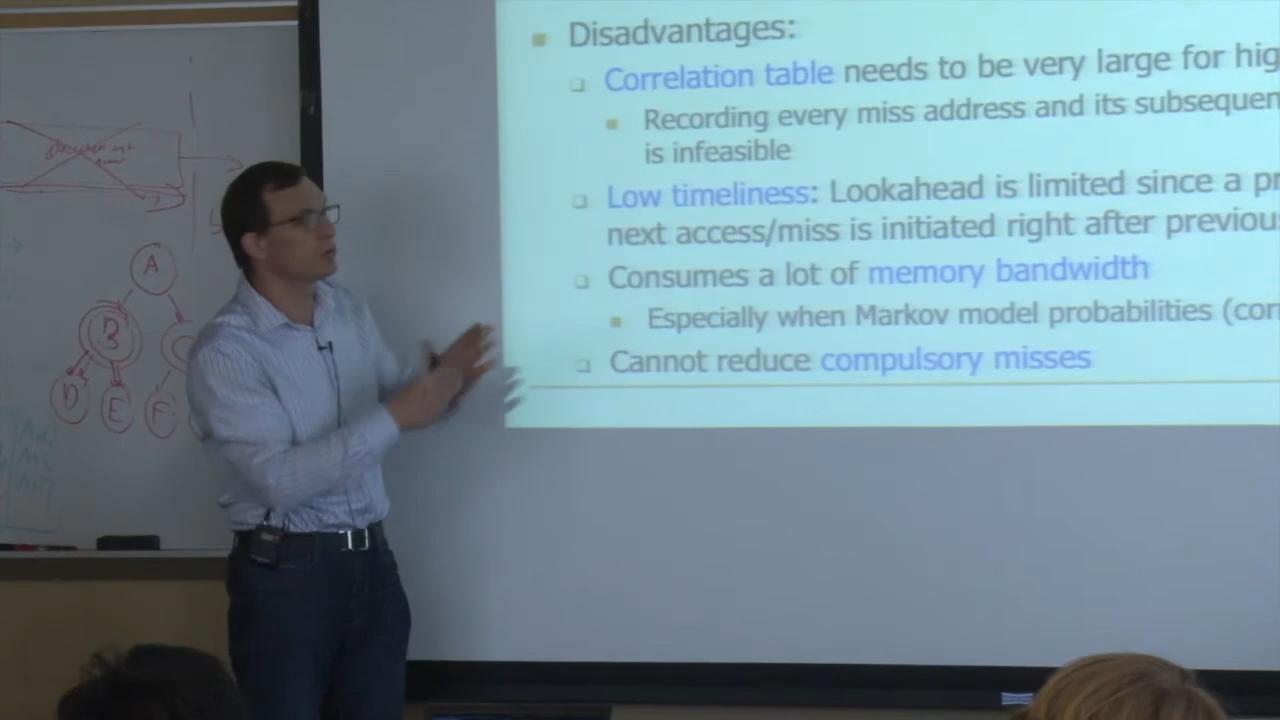 Disadvantages:
Correlation table needs to be very large for hig
Recording every miss address and its subsequen
is infeasible
Low timeliness: Lookahead is limited since a pr
next access/miss is initiated right after previou
Consumes a lot of memory bandwidth
Especially when Markov model probabilities (cor
Cannot reduce compulsory misses
A
B
C
D
E
F